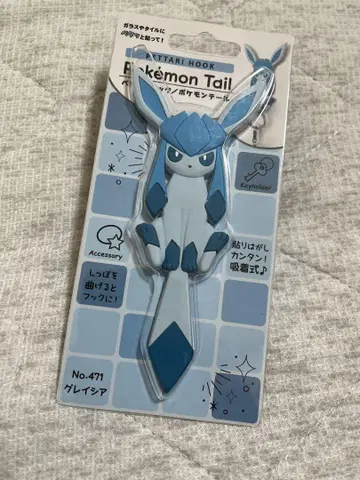 ガラスやタイルに
ペタッと貼って!
PETTARI HOOK
Pokémon Tail
ポケモンテール
Keyholder
Accessory
貼りはがし
カンタン!
吸着式♪
しっぽを
曲げると
フックに!
No.471
グレイシア